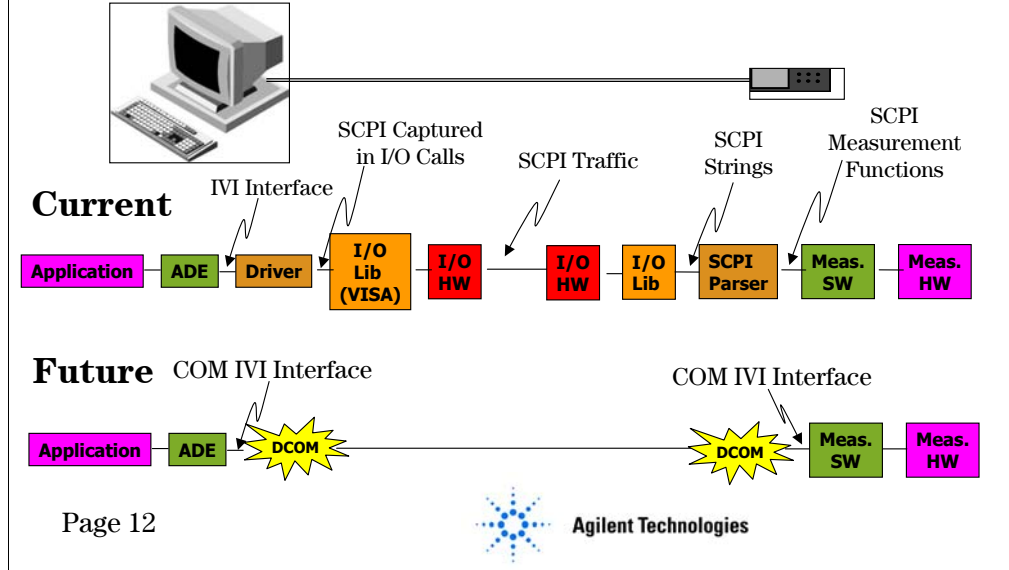 SCPI Captured
in I/O Calls
SCPI Traffic
SCPI
Strings
SCPI
Measurement
Functions
IVI Interface
Current
Application
ADE
Driver
I/O
Lib
(VISA)
I/O
HW
I/O
HW
I/O
Lib
SCPI
Parser
Meas.
SW
Meas.
HW
Future
COM IVI Interface
COM IVI Interface
Application
ADE
DCOM
DCOM
Meas.
SW
Meas.
HW
Page 12
Agilent Technologies